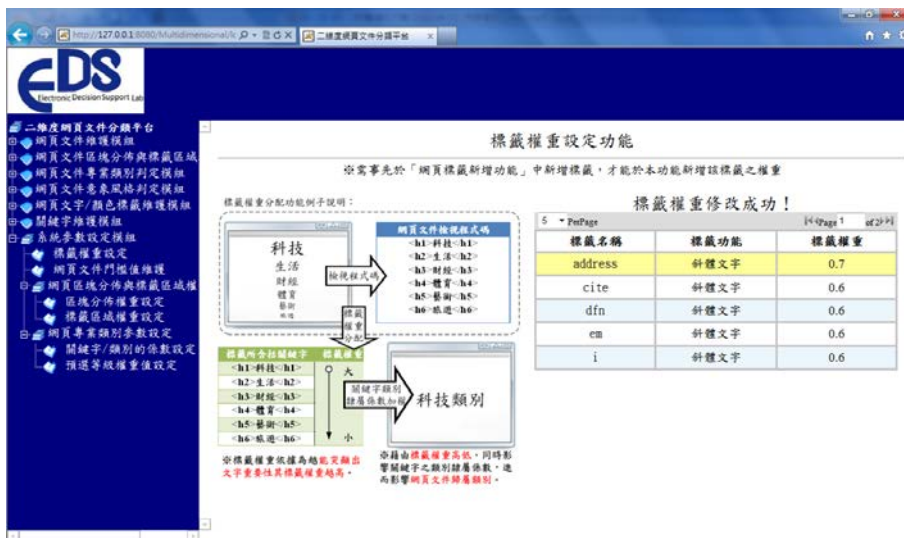 http://127.0.0.1:8080/Multidimensional/lc
二維度網頁文件分類平台
EDS
Electronic Decision Support Lab
二維度網頁文件分類平台
網頁文件維護模組
網頁文件區塊分佈與標籤區域
網頁文件專業類別判定模組
網頁文件意象風格判定模組
網頁文字/顏色標籤維護模組
關鍵字維護模組
系統參數設定模組
標籤權重設定
網頁文件門檻值維護
網頁區塊分佈與標籤區域權
區塊分佈權重設定
標籤區域權重設定
網頁專業類別參數設定
關鍵字/類別的係數設定
預選等級權重值設定
標籤權重設定功能
※需事先於「網頁標籤新增功能」中新增標籤,才能於本功能新增該標籤之權重
標籤權重分配功能例子說明:
科技
生活
財經
體育
藝術
旅遊
檢視程式碼
網頁文件檢視程式碼
<h1>科技</h1>
<h2>生活</h2>
<h3>財經</h3>
<h4>體育</h4>
<h5>藝術</h5>
<h6>旅遊</h6>
標籤
權重
分配
標籤所含括關鍵字 標籤權重
<h1>科技</h1> 大
<h2>生活</h2>
<h3>財經</h3>
<h4>體育</h4>
<h5>藝術</h5>
<h6>旅遊</h6> 小
關鍵字類別
隸屬係數加權
科技類別
※標籤權重依據為越能突顯出
文字重要性其標籤權重越高。
※藉由標籤權重高低,同時影
響關鍵字之類別隸屬係數,進
而影響網頁文件歸屬類別。
標籤權重修改成功!
5 PerPage Page 1 of 2
標籤名稱 標籤功能 標籤權重
address 斜體文字 0.7
cite 斜體文字 0.6
dfn 斜體文字 0.6
em 斜體文字 0.6
i 斜體文字 0.6